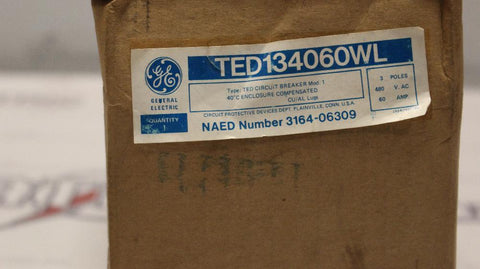 TED134060WL
GE
GENERAL
ELECTRIC
QUANTITY
1
Type: TED CIRCUIT BREAKER Mod. 1
40°C ENCLOSURE COMPENSATED
CU/AL Lugs
3 POLES
480 V. AC
60 AMP.
CIRCUIT PROTECTIVE DEVICES DEPT. PLAINVILLE, CONN. U.S.A.
NAED Number 3164-06309